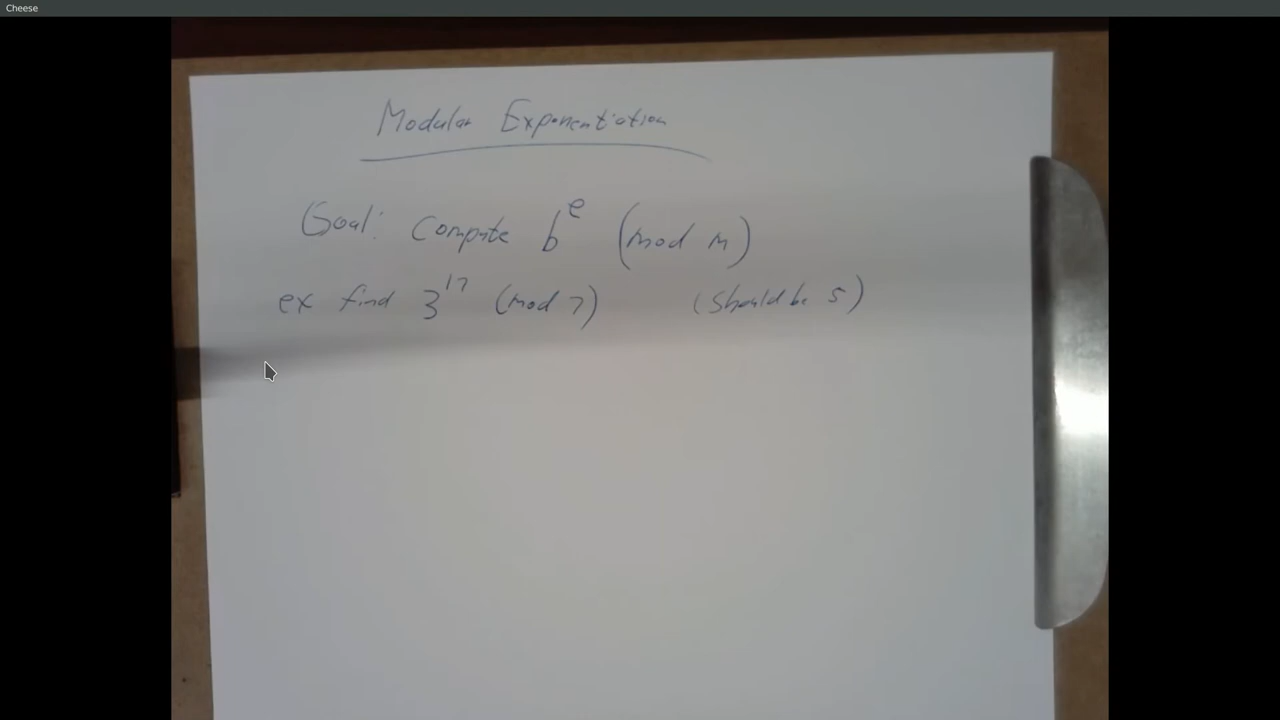 Cheese
Modular Exponentiation
Goal: Compute b^e (mod m)
ex find 3^17 (mod 7) (Should be 5)